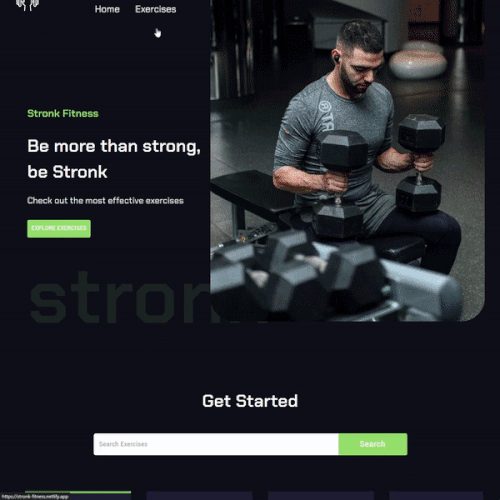 Home Exercises
Stronk Fitness
Be more than strong,
be Stronk
Check out the most effective exercises
EXPLORE EXERCISES
stron
Get Started
Search Exercises
Search
https://stronk-fitness.netlify.app